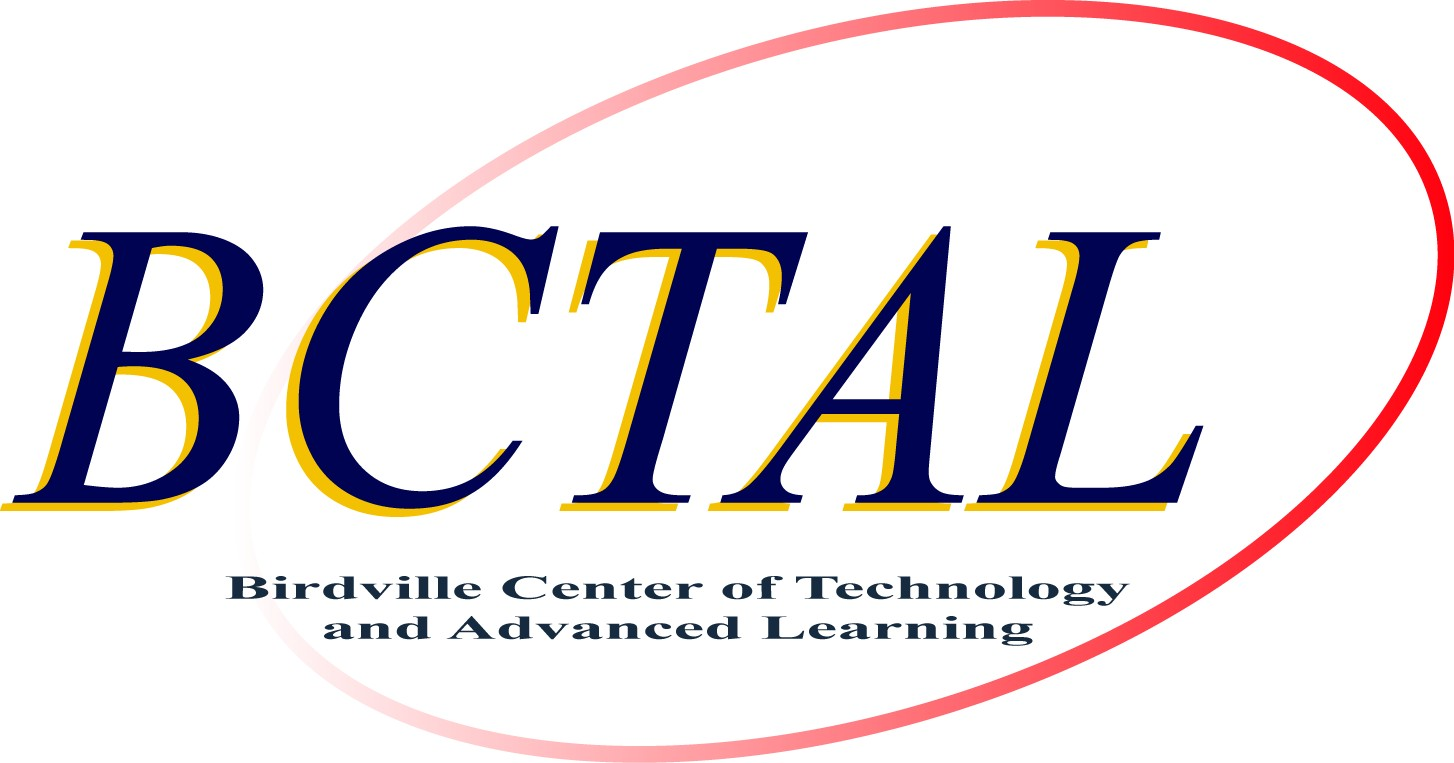 BCTAL
Birdville Center of Technology
and Advanced Learning